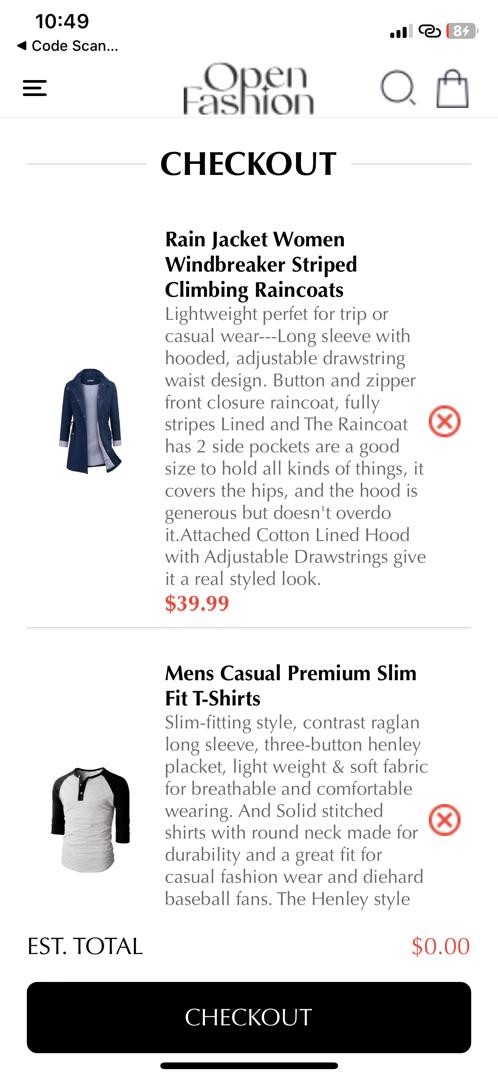 10:49
8
◀ Code Scan...
Open
Fashion
CHECKOUT
Rain Jacket Women
Windbreaker Striped
Climbing Raincoats
Lightweight perfet for trip or
casual wear---Long sleeve with
hooded, adjustable drawstring
waist design. Button and zipper
front closure raincoat, fully
stripes Lined and The Raincoat
has 2 side pockets are a good
size to hold all kinds of things, it
covers the hips, and the hood is
generous but doesn't overdo
it.Attached Cotton Lined Hood
with Adjustable Drawstrings give
it a real styled look.
$39.99
Mens Casual Premium Slim
Fit T-Shirts
Slim-fitting style, contrast raglan
long sleeve, three-button henley
placket, light weight & soft fabric
for breathable and comfortable
wearing. And Solid stitched
shirts with round neck made for
durability and a great fit for
casual fashion wear and diehard
baseball fans. The Henley style
EST. TOTAL
$0.00
CHECKOUT